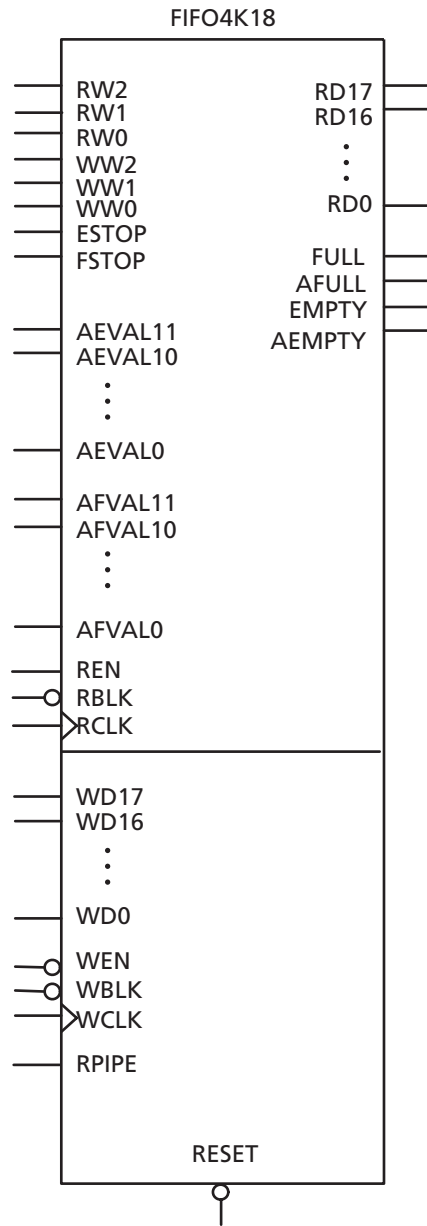 FIFO4K18
RW2
RW1
RW0
WW2
WW1
WW0
ESTOP
FSTOP
AEVAL11
AEVAL10
AEVAL0
AFVAL11
AFVAL10
AFVAL0
REN
RBLK
RCLK
WD17
WD16
WD0
WEN
WBLK
WCLK
RPIPE
RD17
RD16
RD0
FULL
AFULL
EMPTY
AEMPTY
RESET